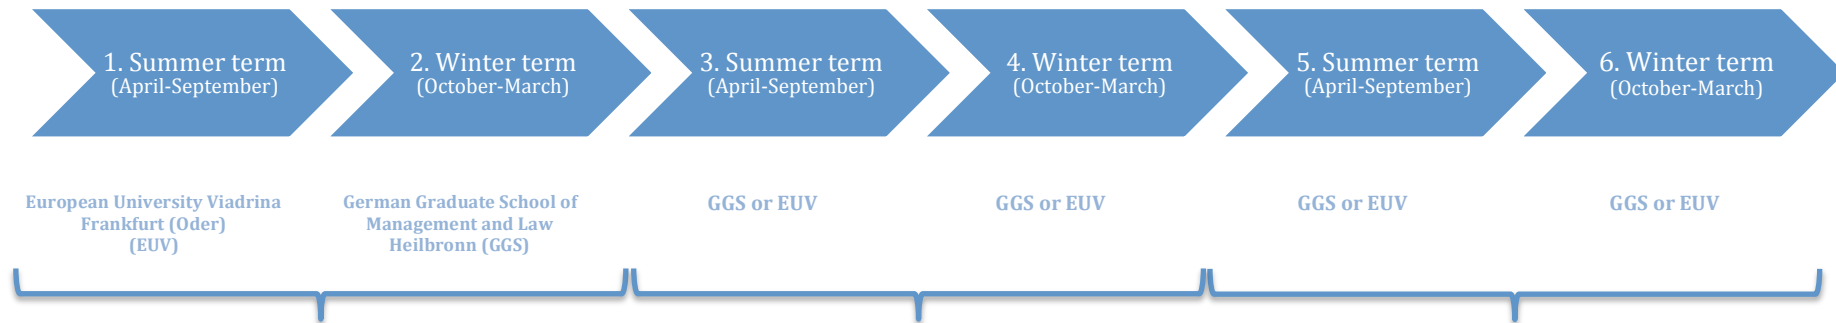 1. Summer term
(April-September)
2. Winter term
(October-March)
3. Summer term
(April-September)
4. Winter term
(October-March)
5. Summer term
(April-September)
6. Winter term
(October-March)
European University Viadrina
Frankfurt (Oder)
(EUV)
German Graduate School of
Management and Law
Heilbronn (GGS)
GGS or EUV
GGS or EUV
GGS or EUV
GGS or EUV